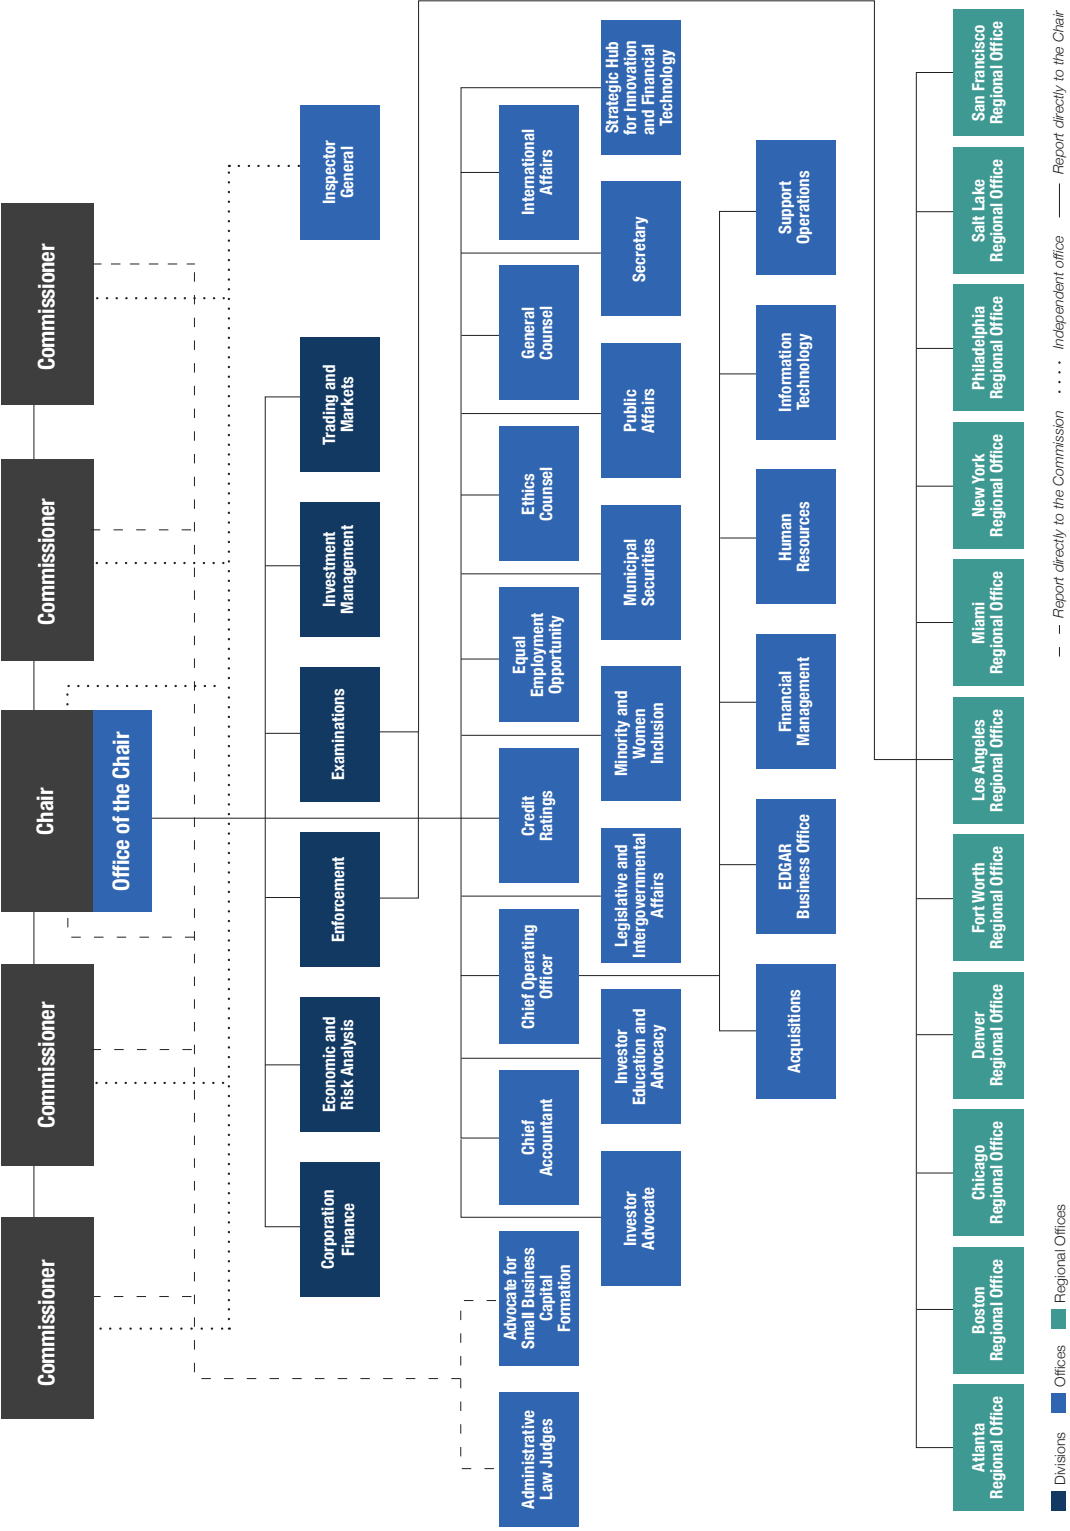 Commissioner
Commissioner
Chair
Office of the Chair
Commissioner
Commissioner
Inspector
General
Corporation
Finance
Economic and
Risk Analysis
Enforcement
Examinations
Investment
Management
Trading and
Markets
Administrative
Law Judges
Advocate for
Small Business
Capital
Formation
Chief
Accountant
Chief Operating
Officer
Credit
Ratings
Equal
Employment
Opportunity
Ethics
Counsel
General
Counsel
International
Affairs
Investor
Advocate
Investor
Education and
Advocacy
Legislative and
Intergovernmental
Affairs
Minority and
Women
Inclusion
Municipal
Securities
Public
Affairs
Secretary
Strategic Hub
for Innovation
and Financial
Technology
Acquisitions
EDGAR
Business Office
Financial
Management
Human
Resources
Information
Technology
Support
Operations
Atlanta
Regional Office
Boston
Regional Office
Chicago
Regional Office
Denver
Regional Office
Fort Worth
Regional Office
Los Angeles
Regional Office
Miami
Regional Office
New York
Regional Office
Philadelphia
Regional Office
Salt Lake
Regional Office
San Francisco
Regional Office
Divisions
Offices
Regional Offices
Report directly to the Commission
Independent office
Report directly to the Chair